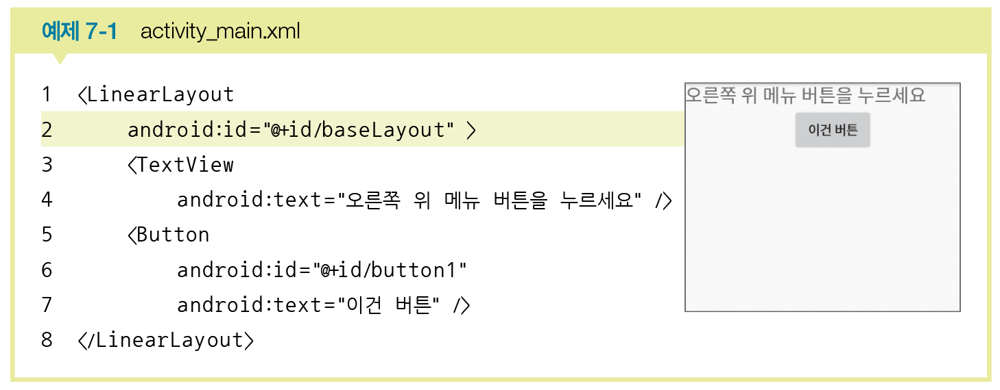 예제 7-1 activity_main.xml
1 <LinearLayout
2 android:id="@+id/baseLayout" >
3 <TextView
4 android:text="오른쪽 위 메뉴 버튼을 누르세요" />
5 <Button
6 android:id="@+id/button1"
7 android:text="이건 버튼" />
8 </LinearLayout>
오른쪽 위 메뉴 버튼을 누르세요
이건 버튼